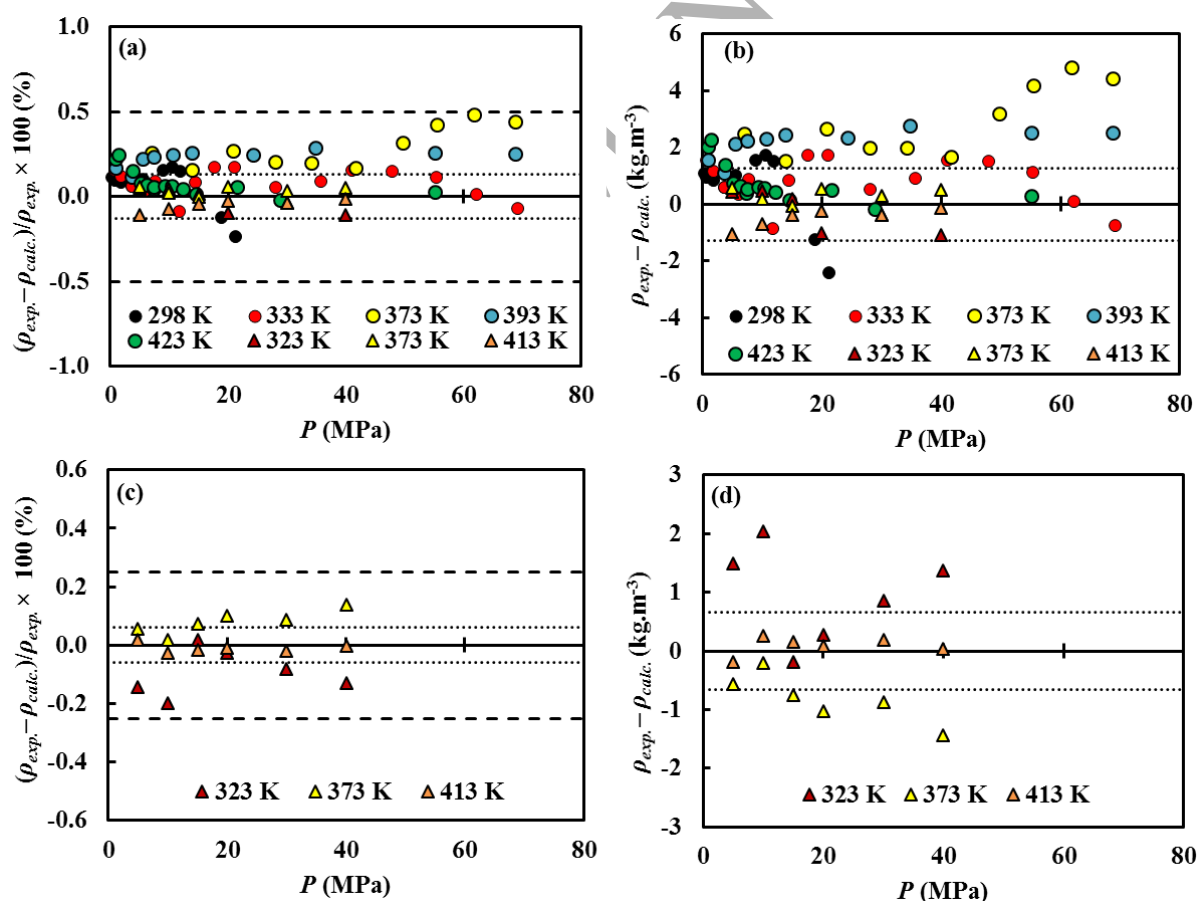 (a)
(ρexp.− ρcalc.)/ρexp. × 100 (%)
1.0
0.5
0.0
-0.5
-1.0
298 K 333 K 373 K 393 K
423 K 323 K 373 K 413 K
0 20 40 60 80
P (MPa)
(b)
ρexp.− ρcalc. (kg.m-3)
6
4
2
0
-2
-4
-6
298 K 333 K 373 K 393 K
423 K 323 K 373 K 413 K
0 20 40 60 80
P (MPa)
(c)
(ρexp.− ρcalc.)/ρexp. × 100 (%)
0.6
0.4
0.2
0.0
-0.2
-0.4
-0.6
323 K 373 K 413 K
0 20 40 60 80
P (MPa)
(d)
ρexp.− ρcalc. (kg.m-3)
3
2
1
0
-1
-2
-3
323 K 373 K 413 K
0 20 40 60 80
P (MPa)